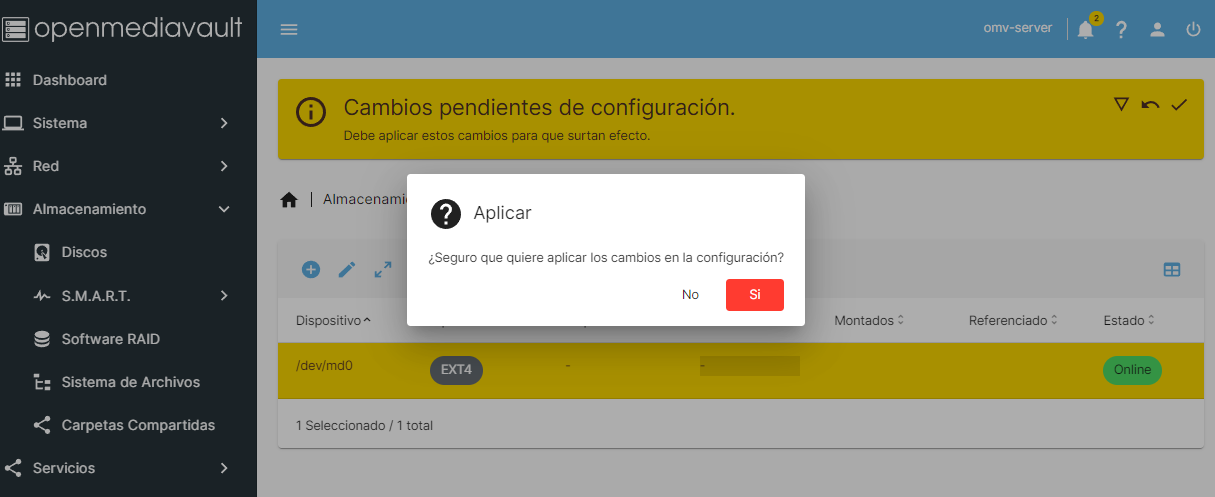 openmediavault
omv-server
2
Dashboard
Sistema
Red
Almacenamiento
Discos
S.M.A.R.T.
Software RAID
Sistema de Archivos
Carpetas Compartidas
Servicios
Cambios pendientes de configuración.
Debe aplicar estos cambios para que surtan efecto.
Almacenami
Aplicar
¿Seguro que quiere aplicar los cambios en la configuración?
No
Si
Dispositivo
Montados
Referenciado
Estado
/dev/md0
EXT4
-
-
Online
1 Seleccionado / 1 total